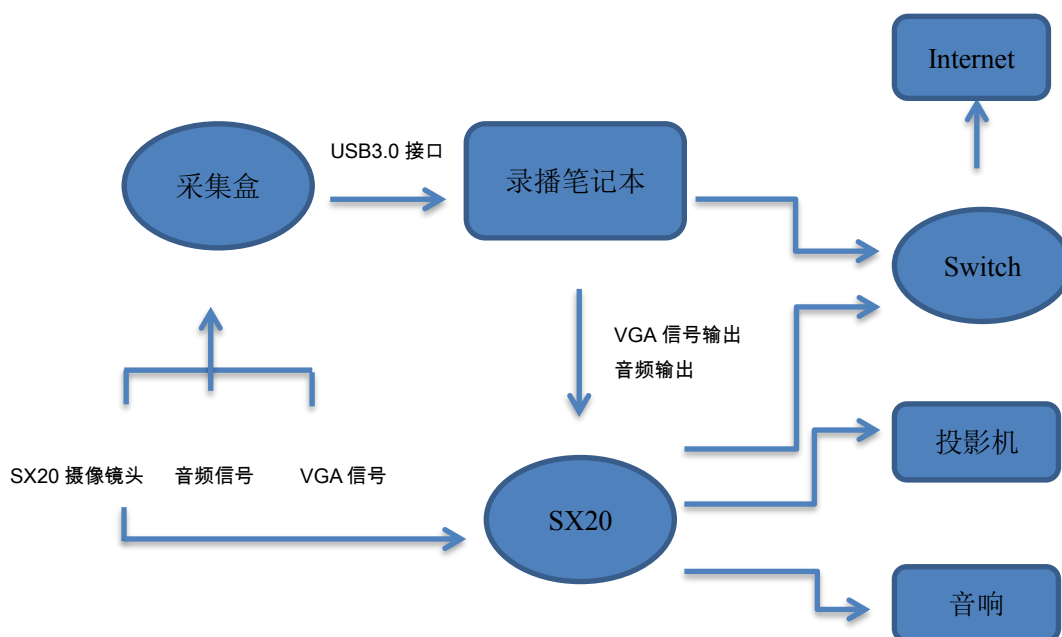 Internet
USB3.0 接口
采集盒
录播笔记本
Switch
VGA 信号输出
音频输出
投影机
SX20 摄像镜头
音频信号
VGA 信号
SX20
音响